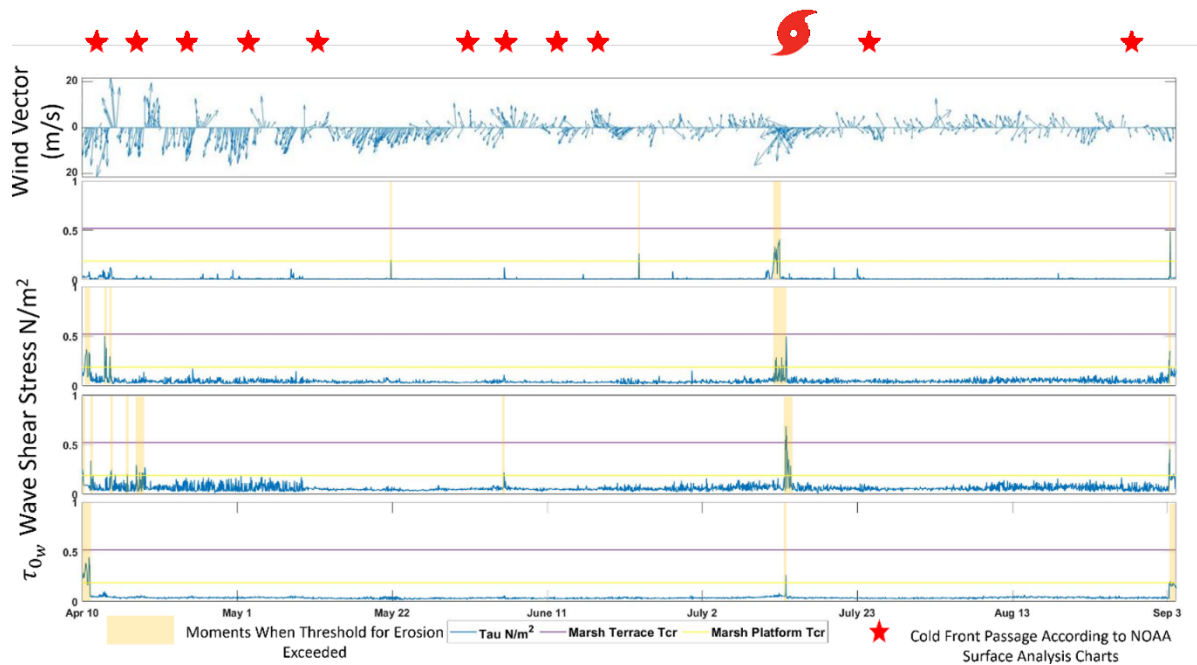 Wind Vector
(m/s)
20
0
20
1
0.5
0
1
0.5
0
1
0.5
0
1
0.5
0
τ0w Wave Shear Stress N/m²
Apr 10 May 1 May 22 June 11 July 2 July 23 Aug 13 Sep 3
Moments When Threshold for Erosion
Exceeded
Tau N/m² Marsh Terrace Tcr Marsh Platform Tcr
Cold Front Passage According to NOAA
Surface Analysis Charts